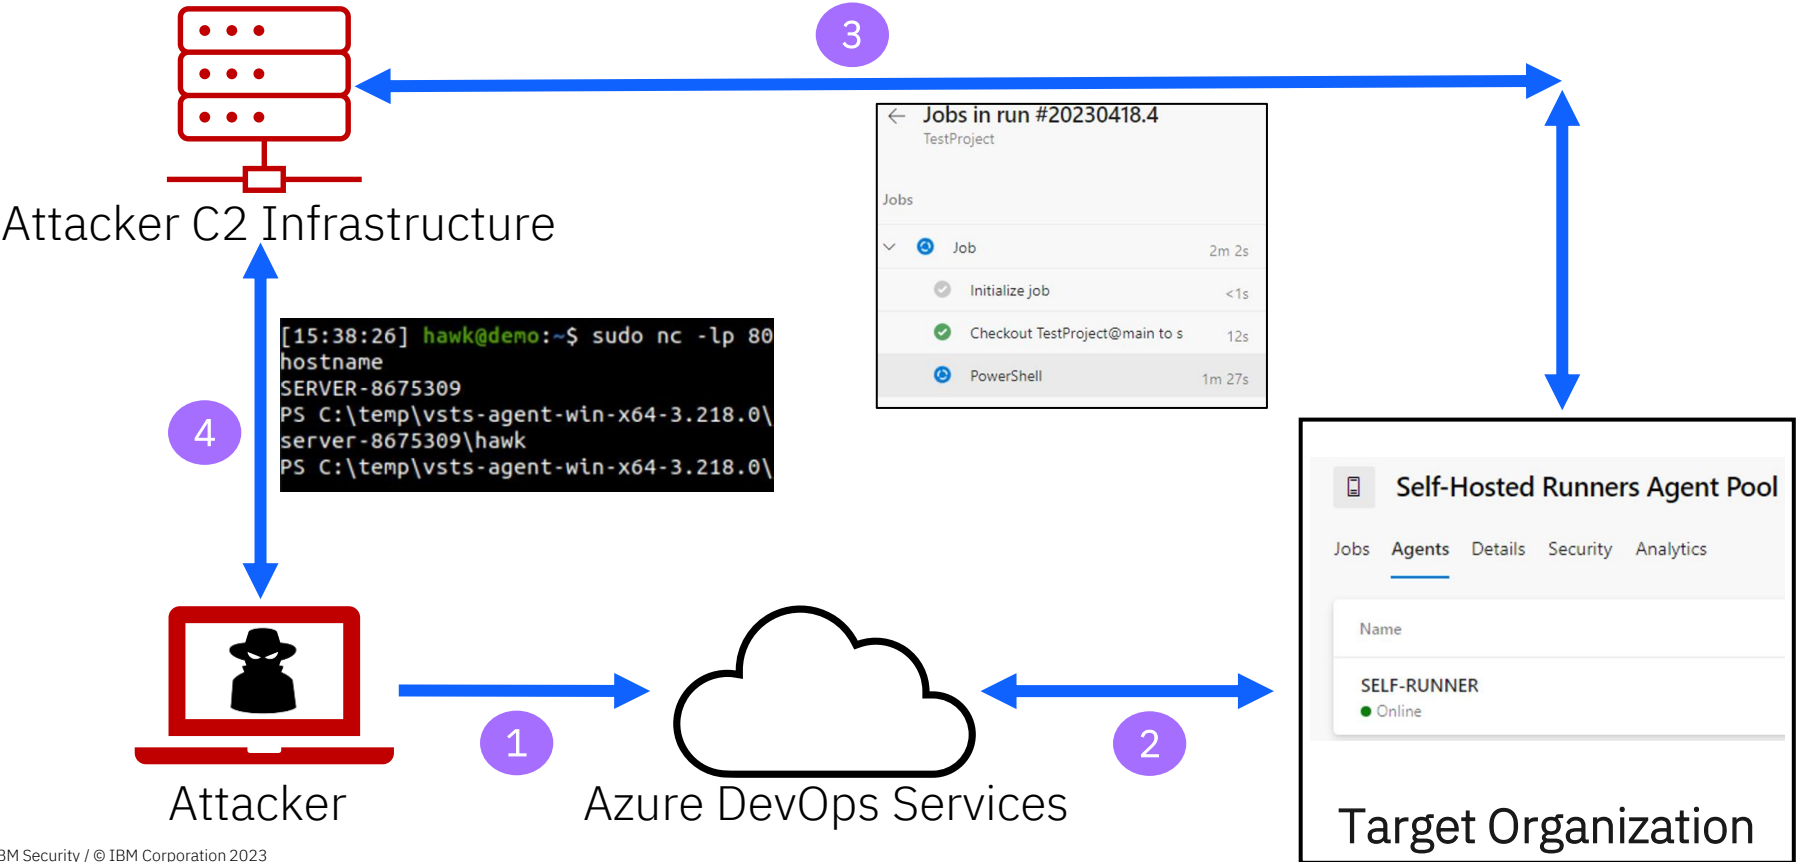 3
Attacker C2 Infrastructure
Jobs in run #20230418.4
TestProject
Jobs
Job 2m 2s
Initialize job <1s
Checkout TestProject@main to s 12s
PowerShell 1m 27s
[15:38:26] hawk@demo:~$ sudo nc -lp 80
hostname
SERVER-8675309
PS C:\temp\vsts-agent-win-x64-3.218.0\
server-8675309\hawk
PS C:\temp\vsts-agent-win-x64-3.218.0\
4
Self-Hosted Runners Agent Pool
Jobs Agents Details Security Analytics
Name
SELF-RUNNER
Online
1
2
Attacker
Azure DevOps Services
Target Organization
BM Security / © IBM Corporation 2023